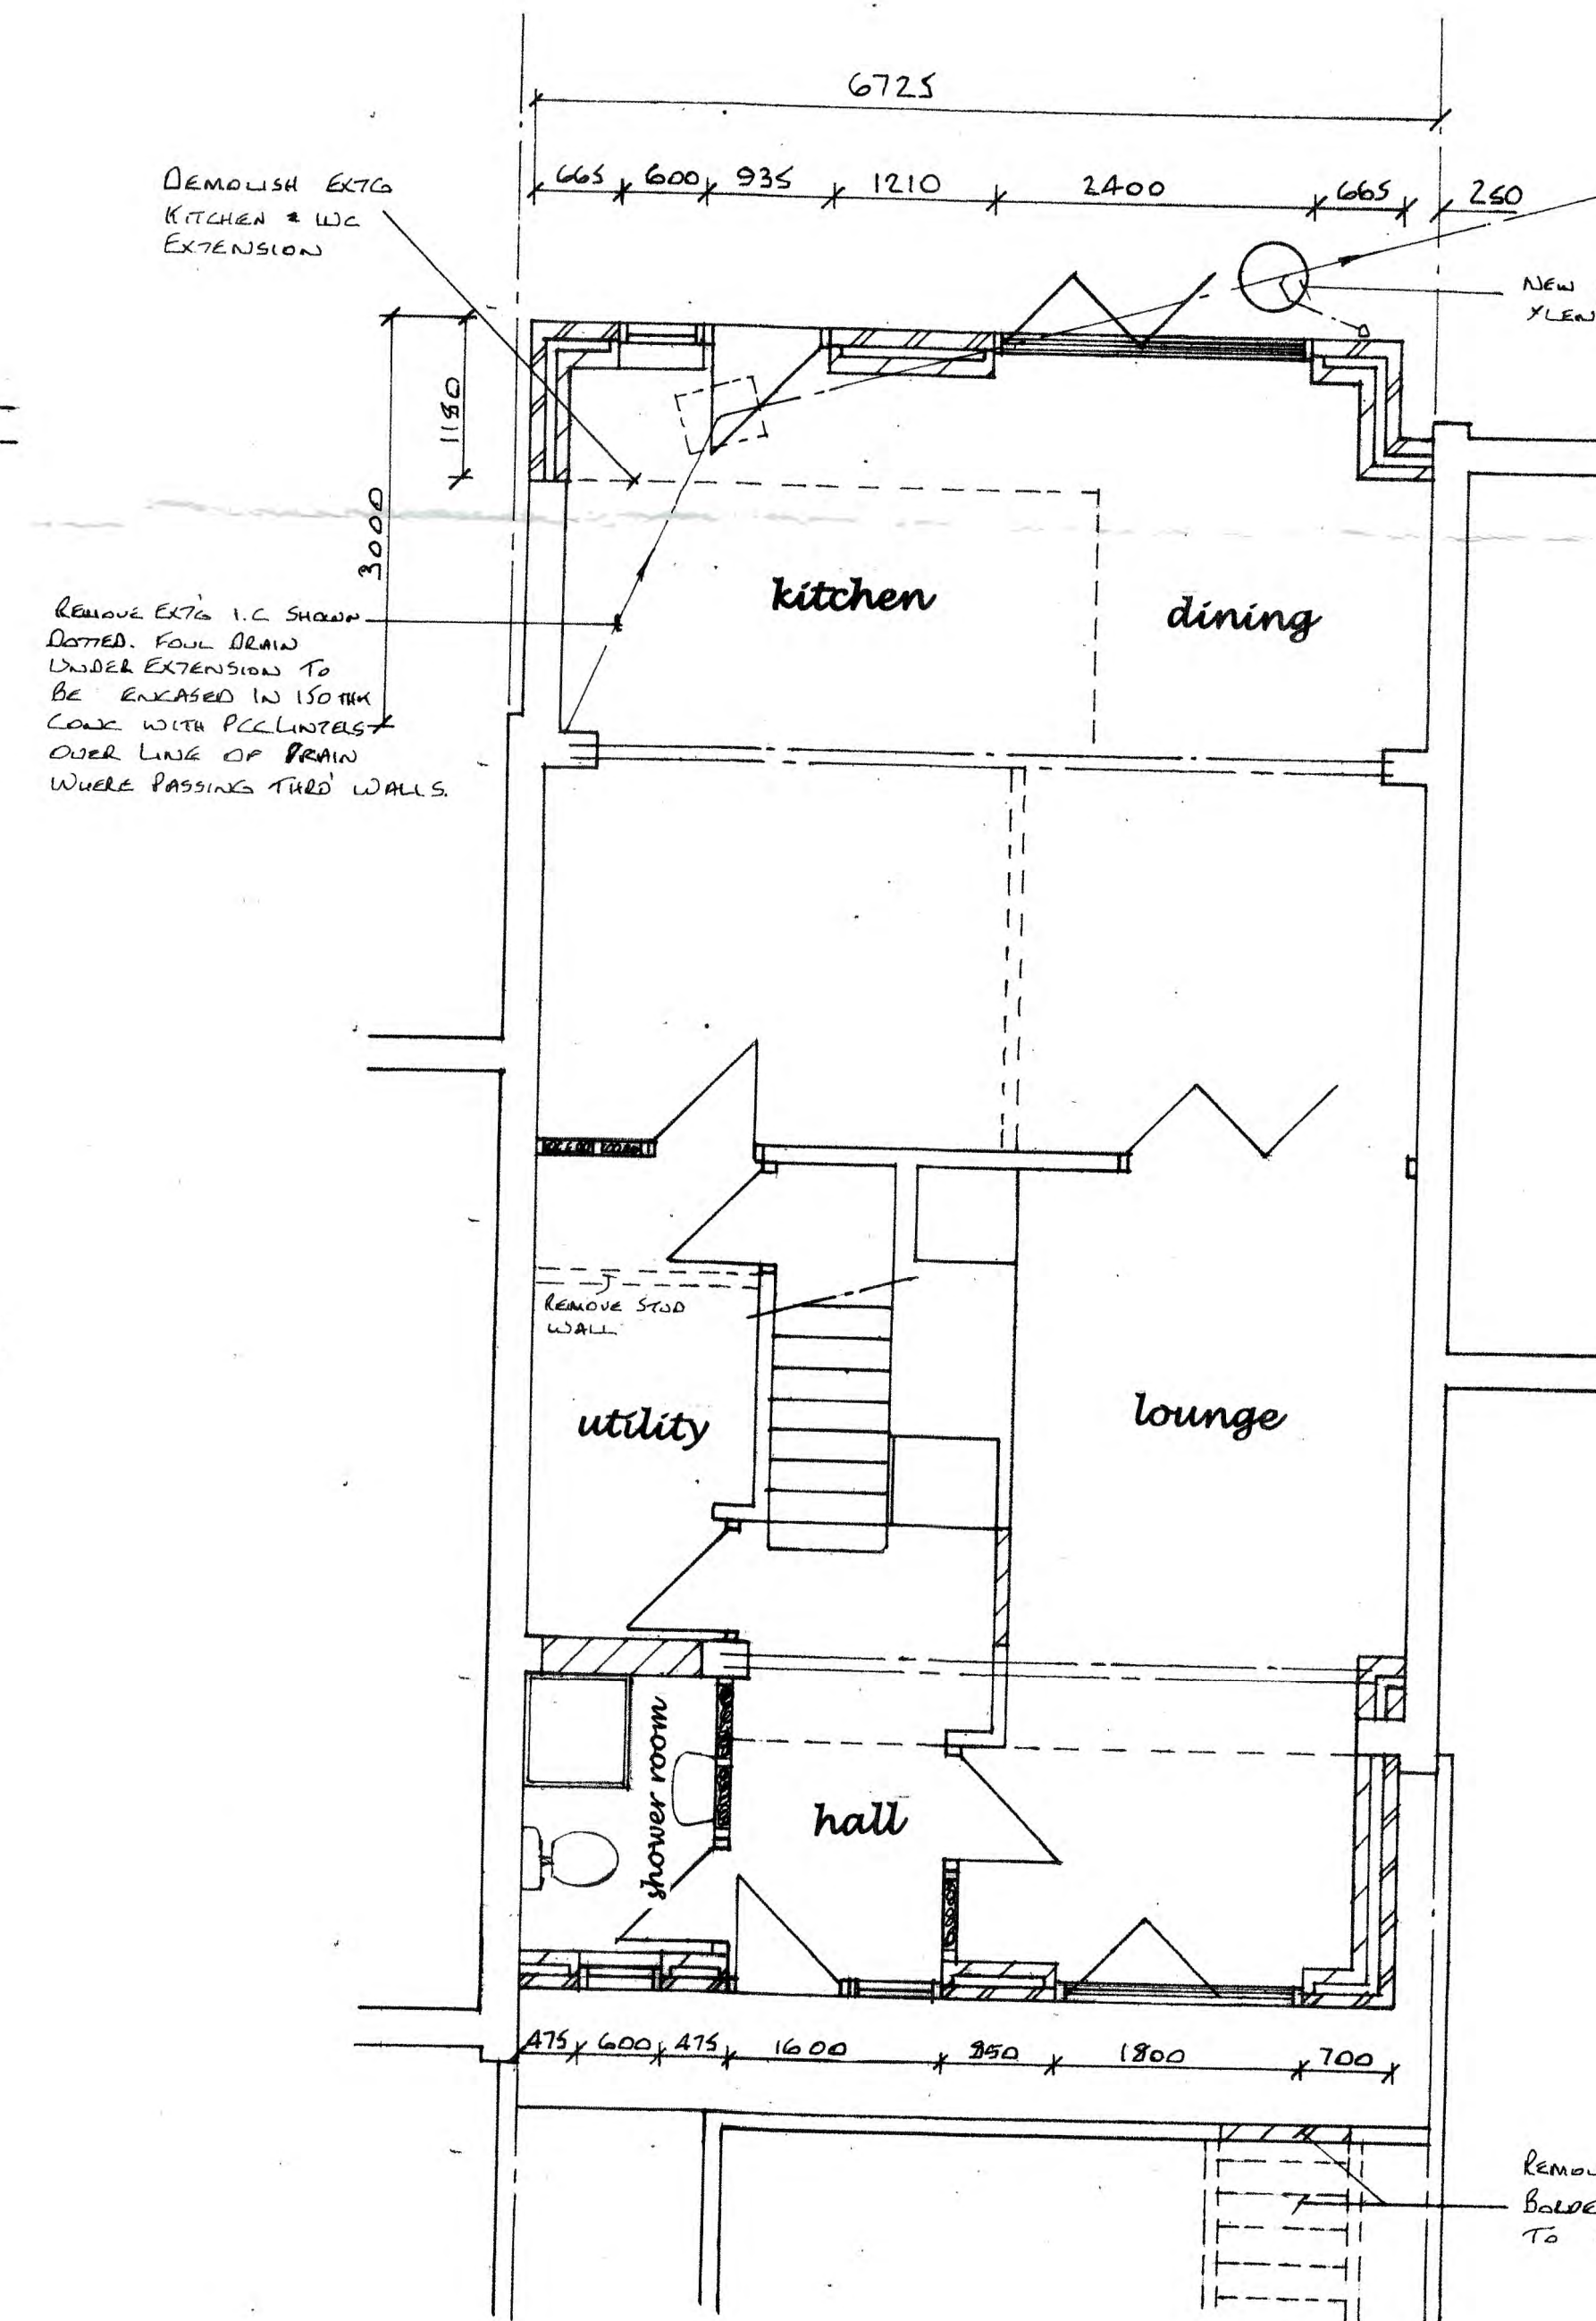 6725
665 600 935 1210 2400 665 250
DEMOLISH EXT'G
KITCHEN & WC
EXTENSION
NEW
1180
3000
kitchen
dining
REMOVE EXT'G I.C SHOWN
DOTTED. FOUL DRAIN
UNDER EXTENSION TO
BE ENCASED IN 150 THK
CONC WITH PCC LINTELS
OVER LINE OF DRAIN
WHERE PASSING THRO' WALLS.
REMOVE STUD
WALL
utility
lounge
shower room
hall
475 600 475 1600 850 1800 700
TO